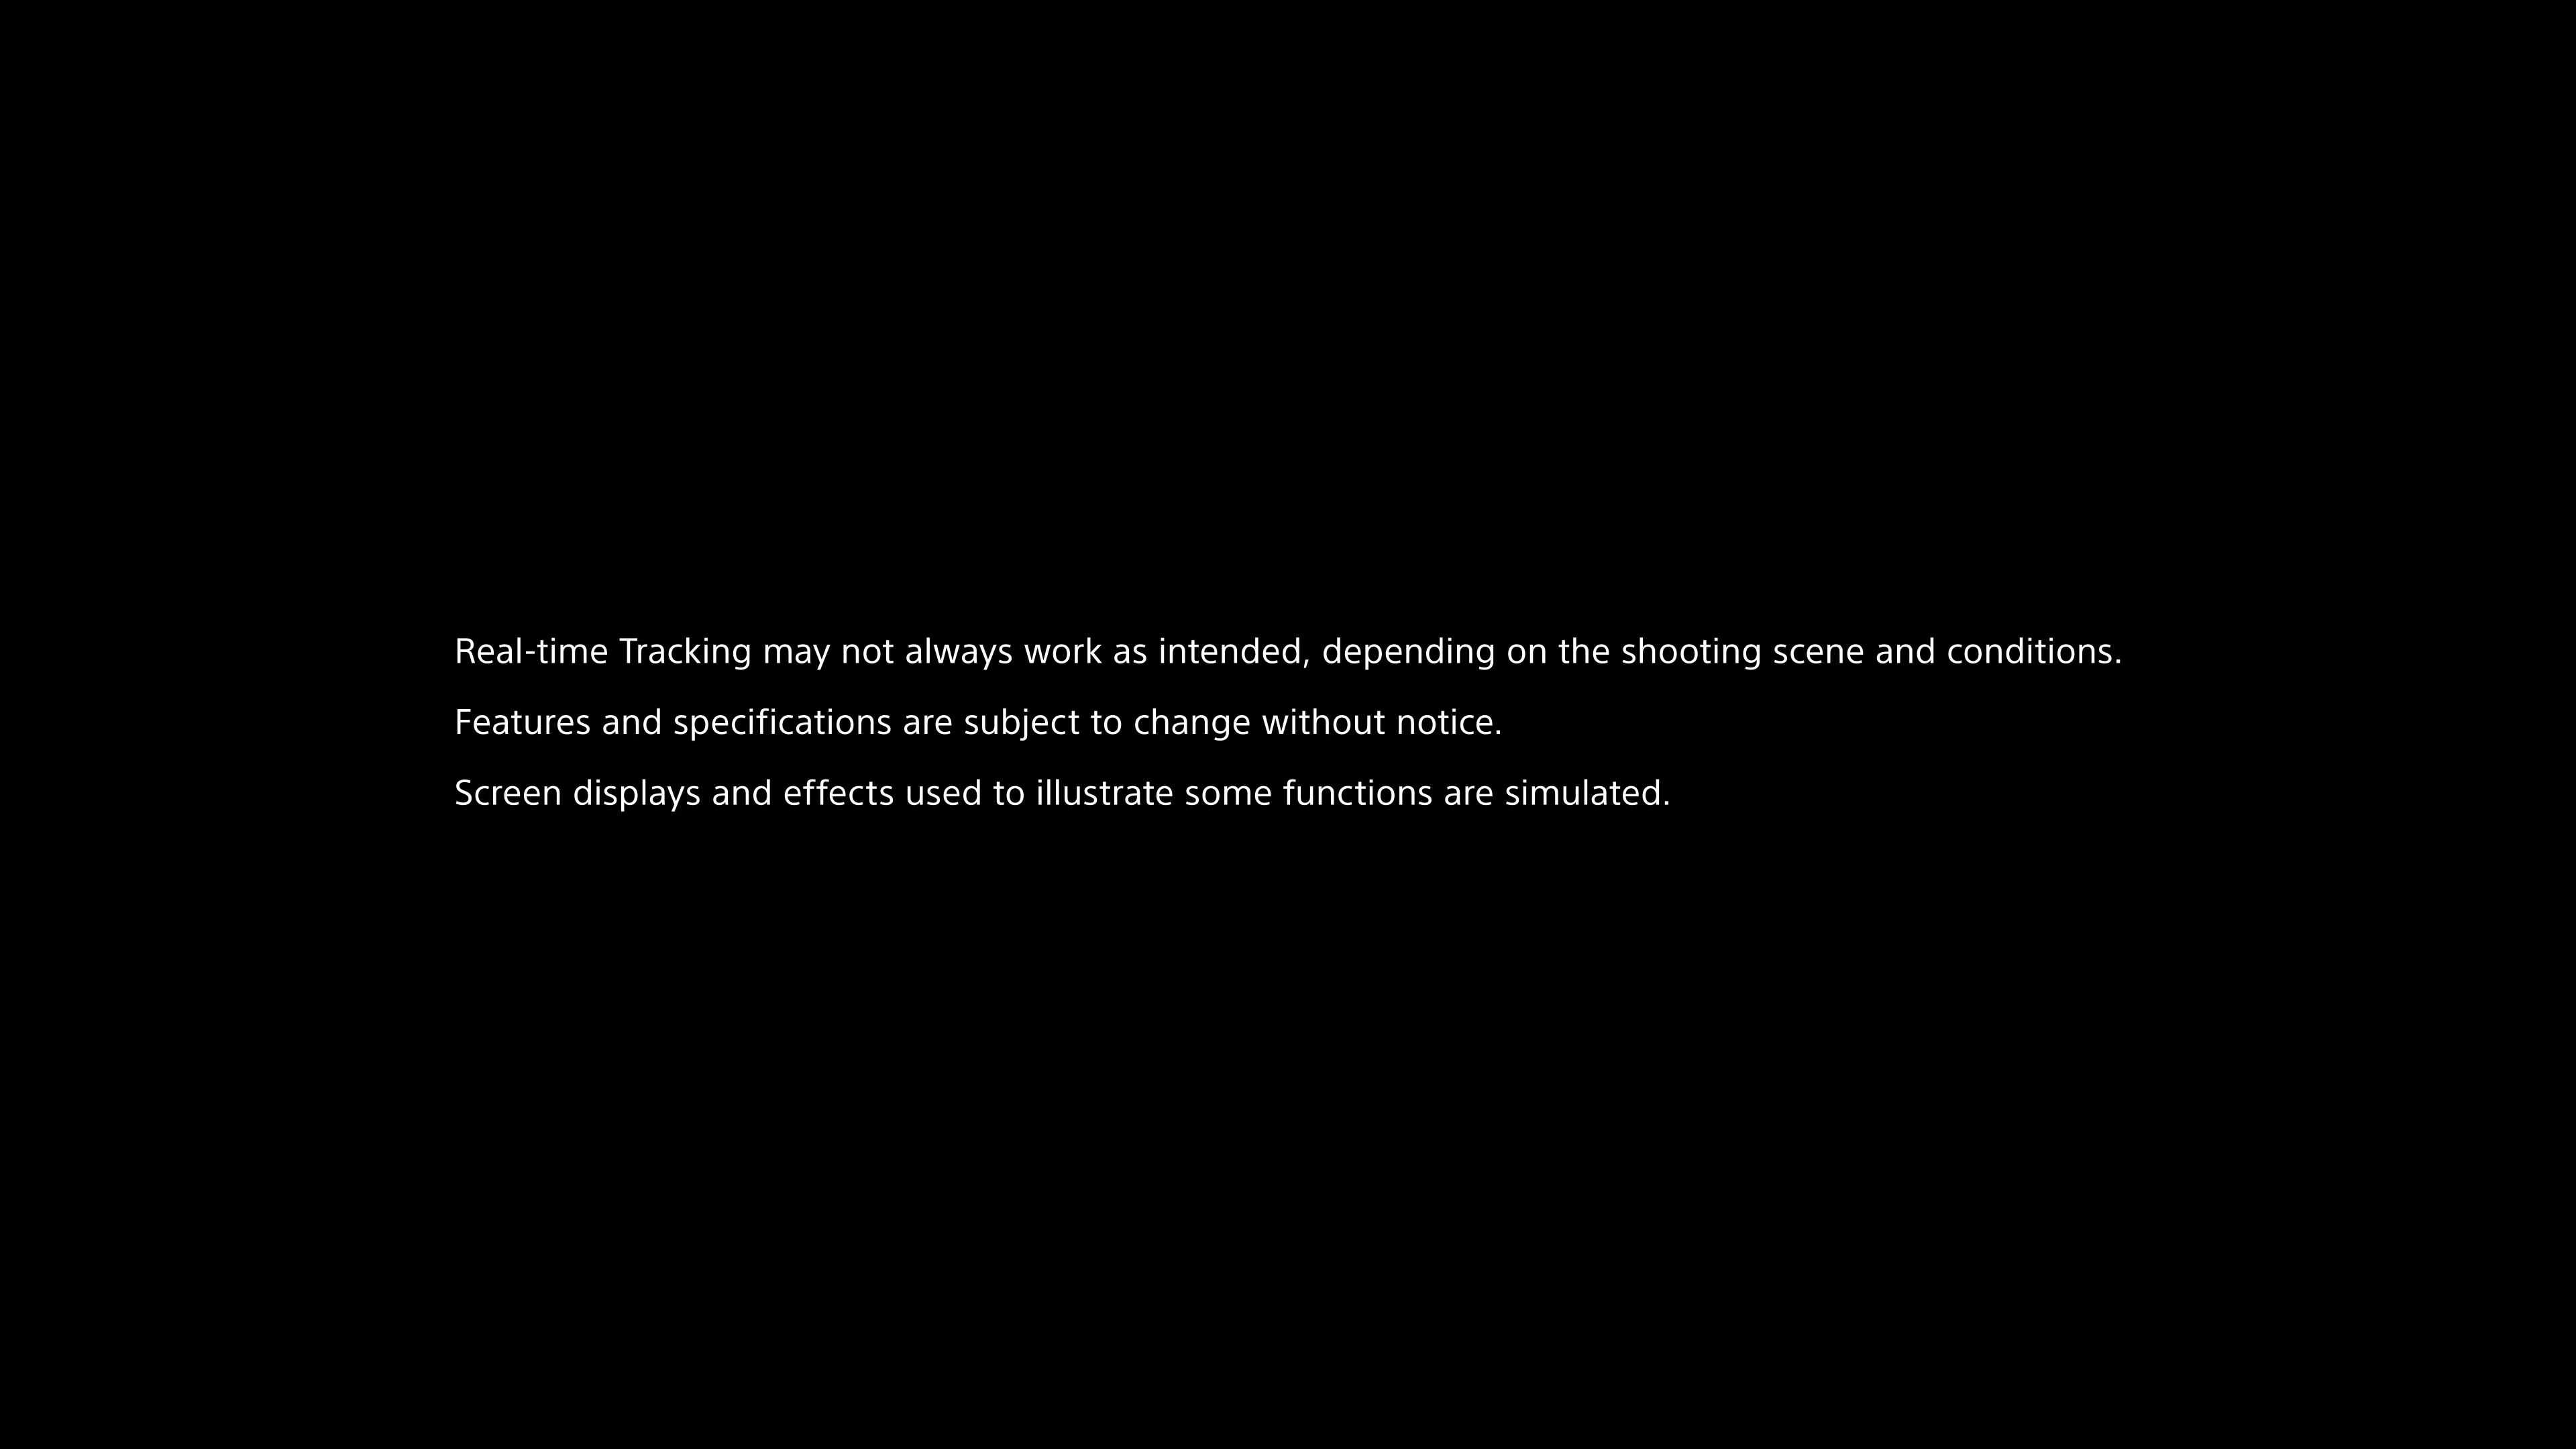 Real-time Tracking may not always work as intended, depending on the shooting scene and conditions.
Features and specifications are subject to change without notice.
Screen displays and effects used to illustrate some functions are simulated.